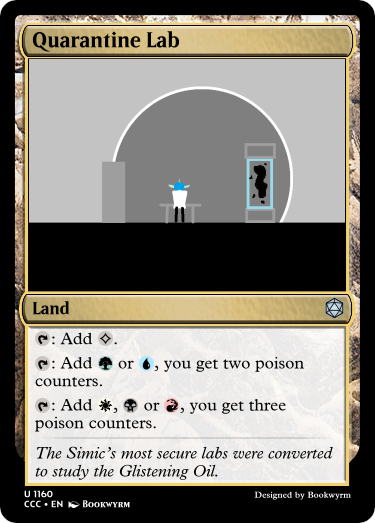 Quarantine Lab
Land
: Add .
: Add or , you get two poison
counters.
: Add , or , you get three
poison counters.
The Simic's most secure labs were converted
to study the Glistening Oil.
U 1160
CCC • EN Bookwyrm
Designed by Bookwyrm